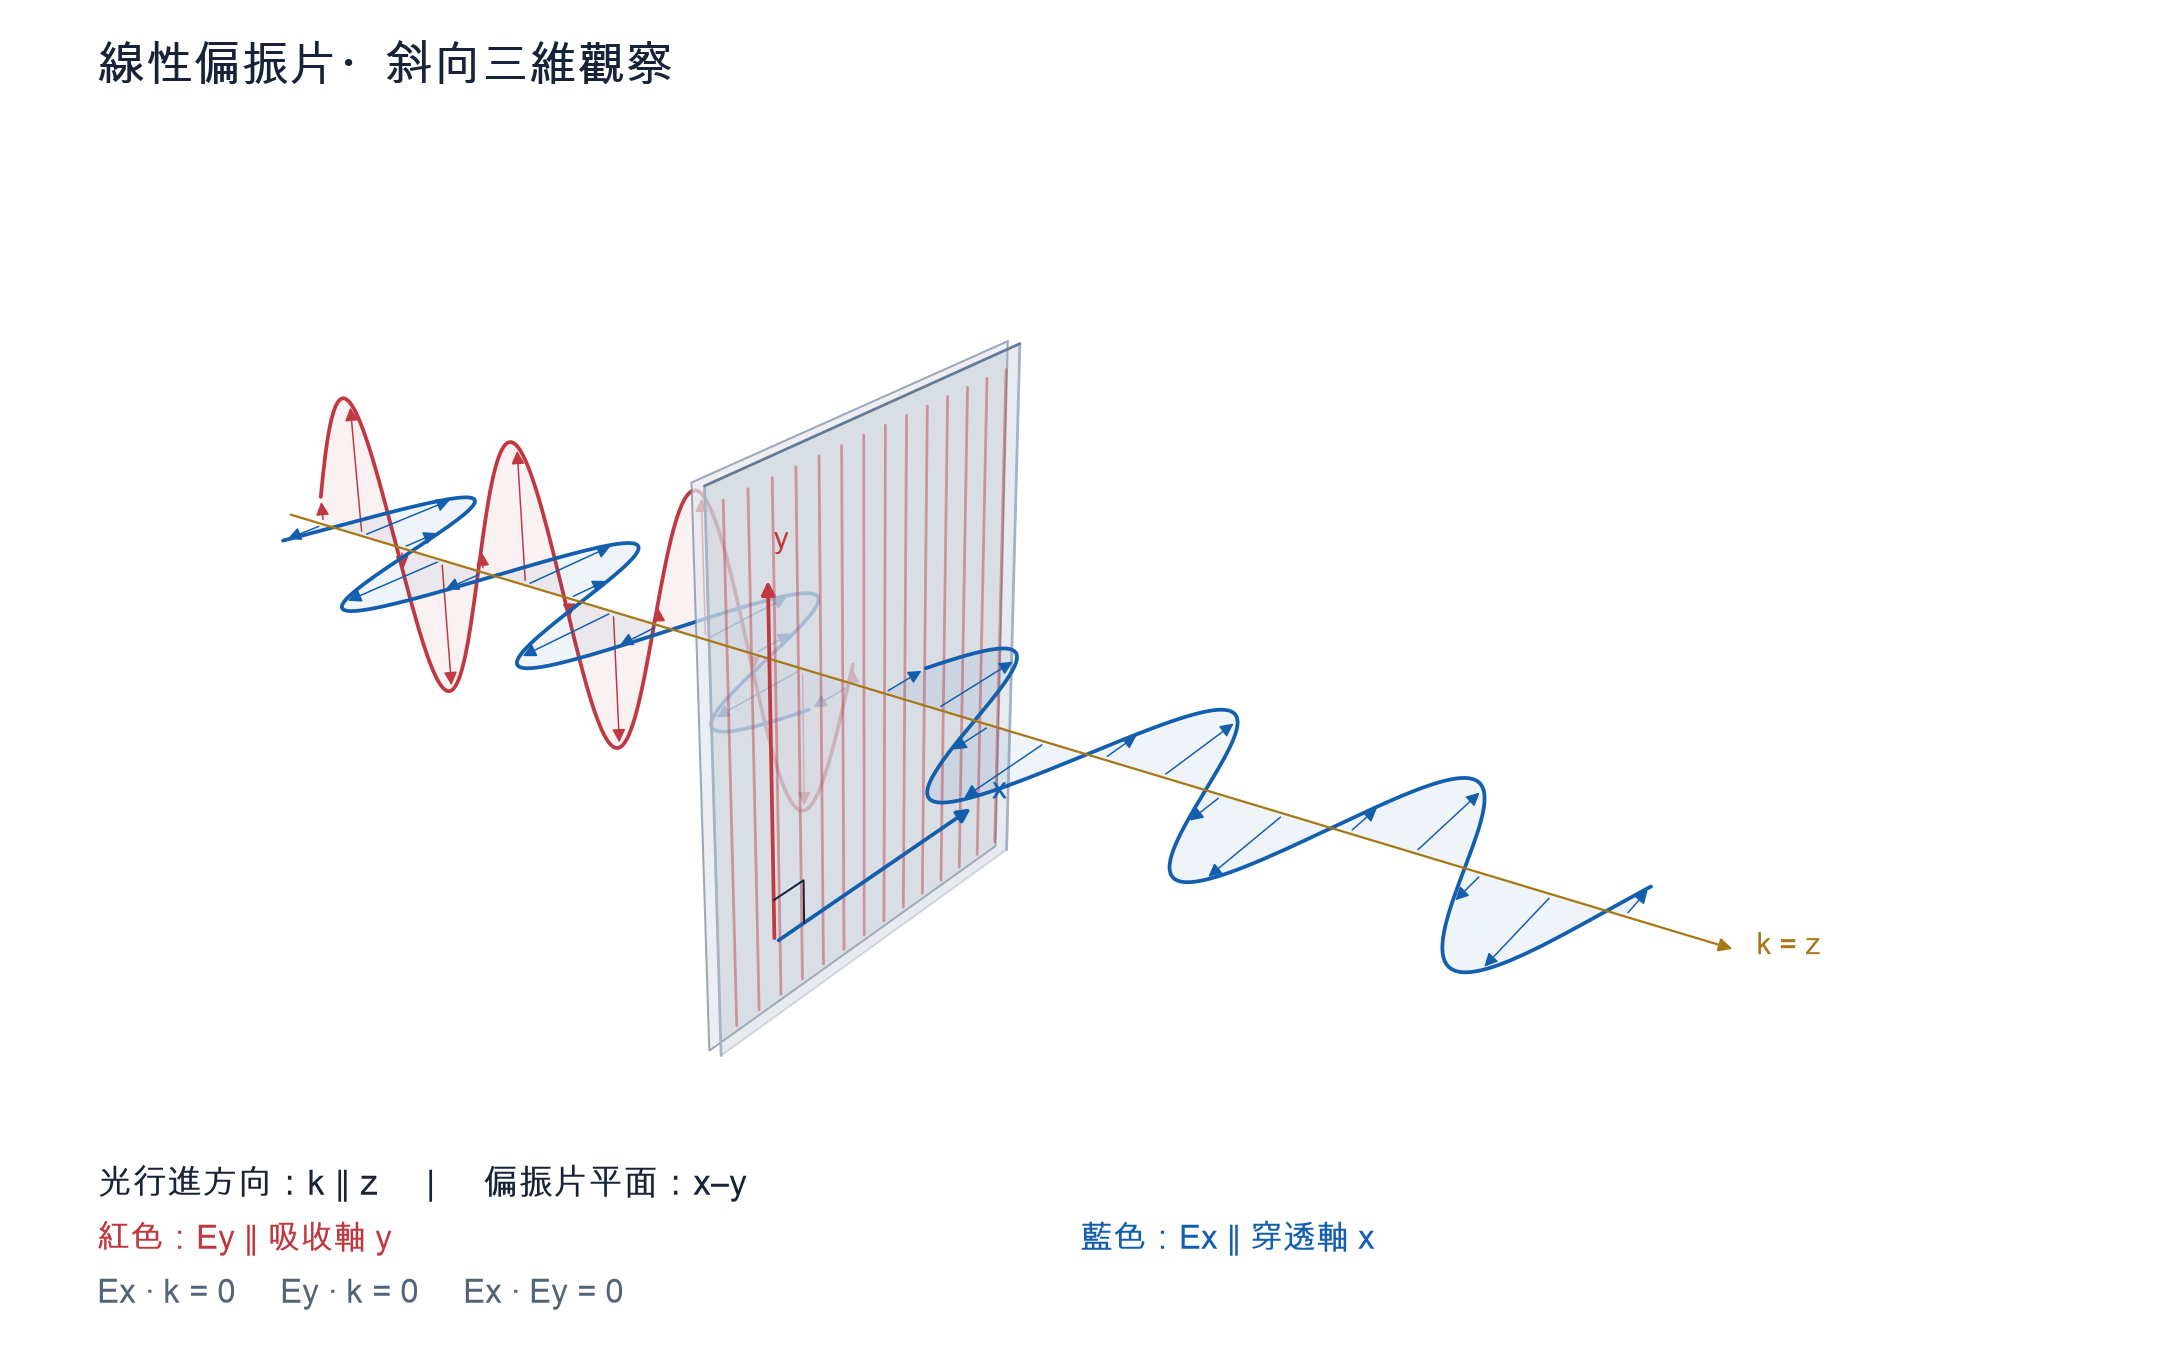 線性偏振片· 斜向三維觀察
y
x
k = z
光行進方向：k ∥ z | 偏振片平面：x–y
紅色：Ey ∥ 吸收軸 y 藍色：Ex ∥ 穿透軸 x
Ex · k = 0 Ey · k = 0 Ex · Ey = 0